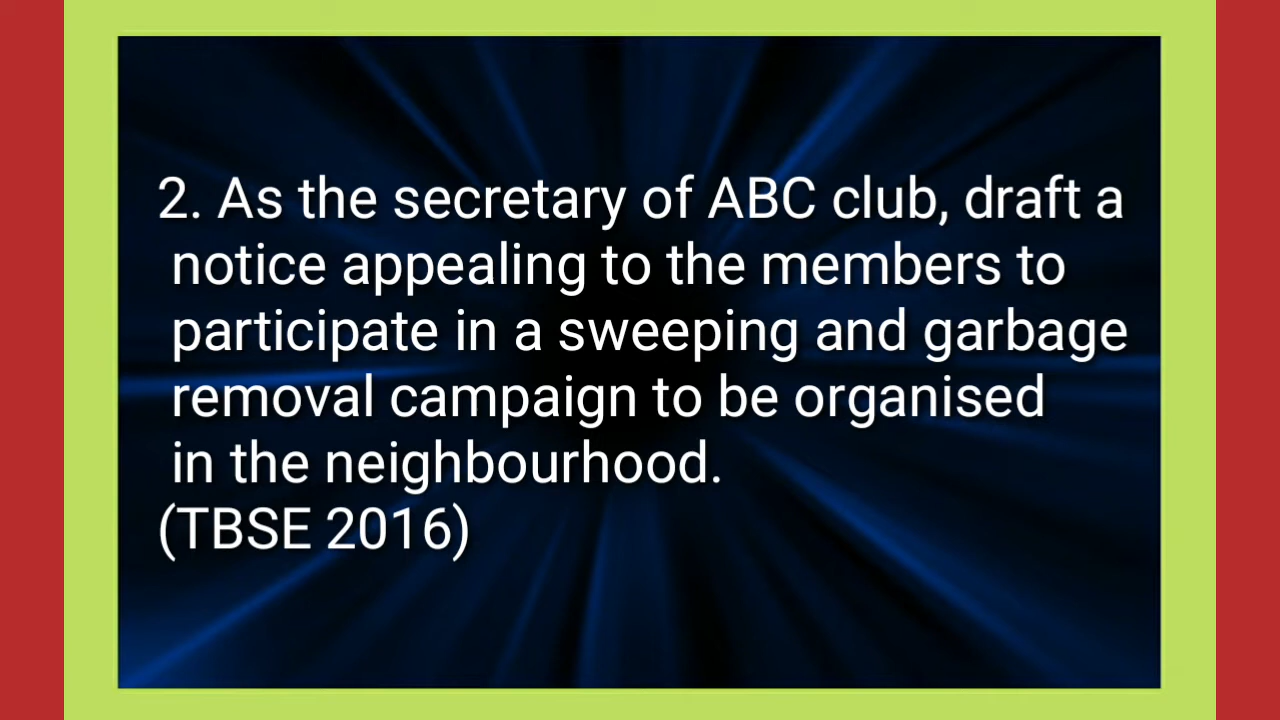 2. As the secretary of ABC club, draft a
notice appealing to the members to
participate in a sweeping and garbage
removal campaign to be organised
in the neighbourhood.
(TBSE 2016)